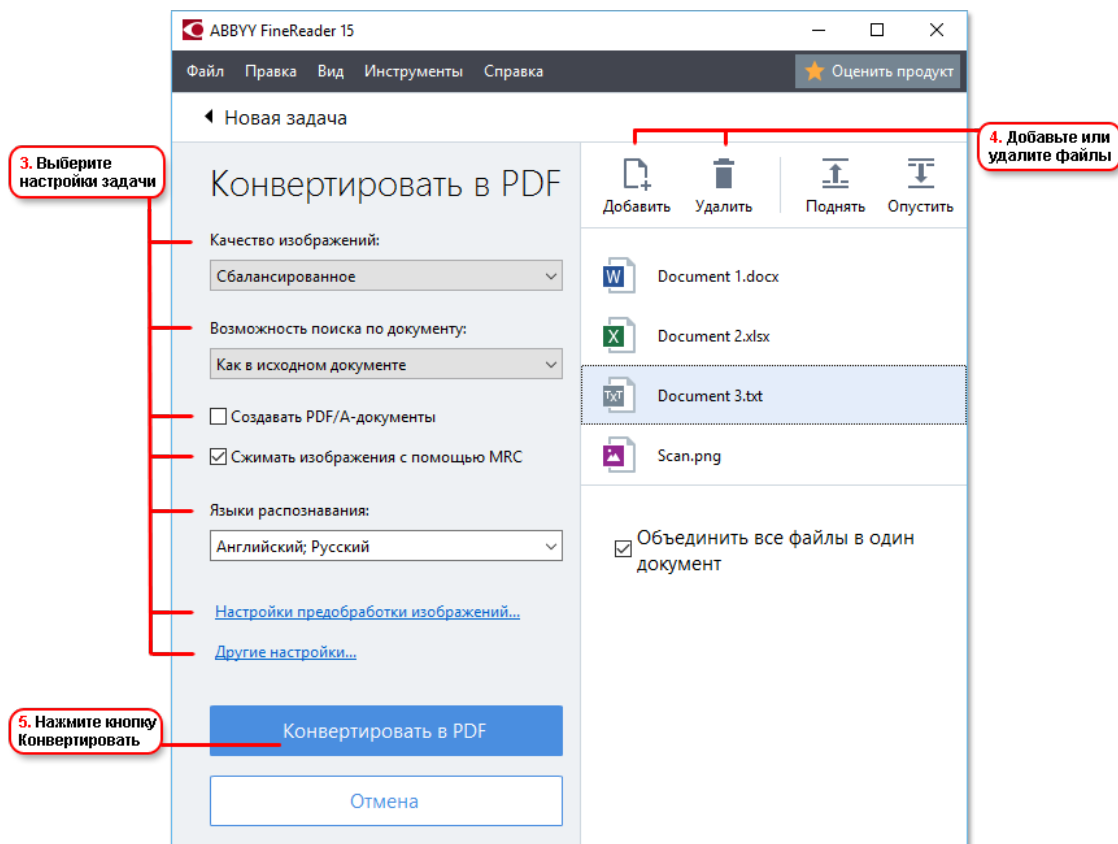 ABBYY FineReader 15
Файл Правка Вид Инструменты Справка
Оценить продукт
Новая задача
3. Выберите
настройки задачи
4. Добавьте или
удалите файлы
Конвертировать в PDF
Качество изображений:
Сбалансированное
Возможность поиска по документу:
Как в исходном документе
Создавать PDF/A-документы
Сжимать изображения с помощью MRC
Языки распознавания:
Английский; Русский
Настройки предобработки изображений...
Другие настройки...
5. Нажмите кнопку
Конвертировать
Конвертировать в PDF
Отмена
Добавить Удалить Поднять Опустить
W Document 1.docx
X Document 2.xlsx
TXT Document 3.txt
Scan.png
Объединить все файлы в один
документ